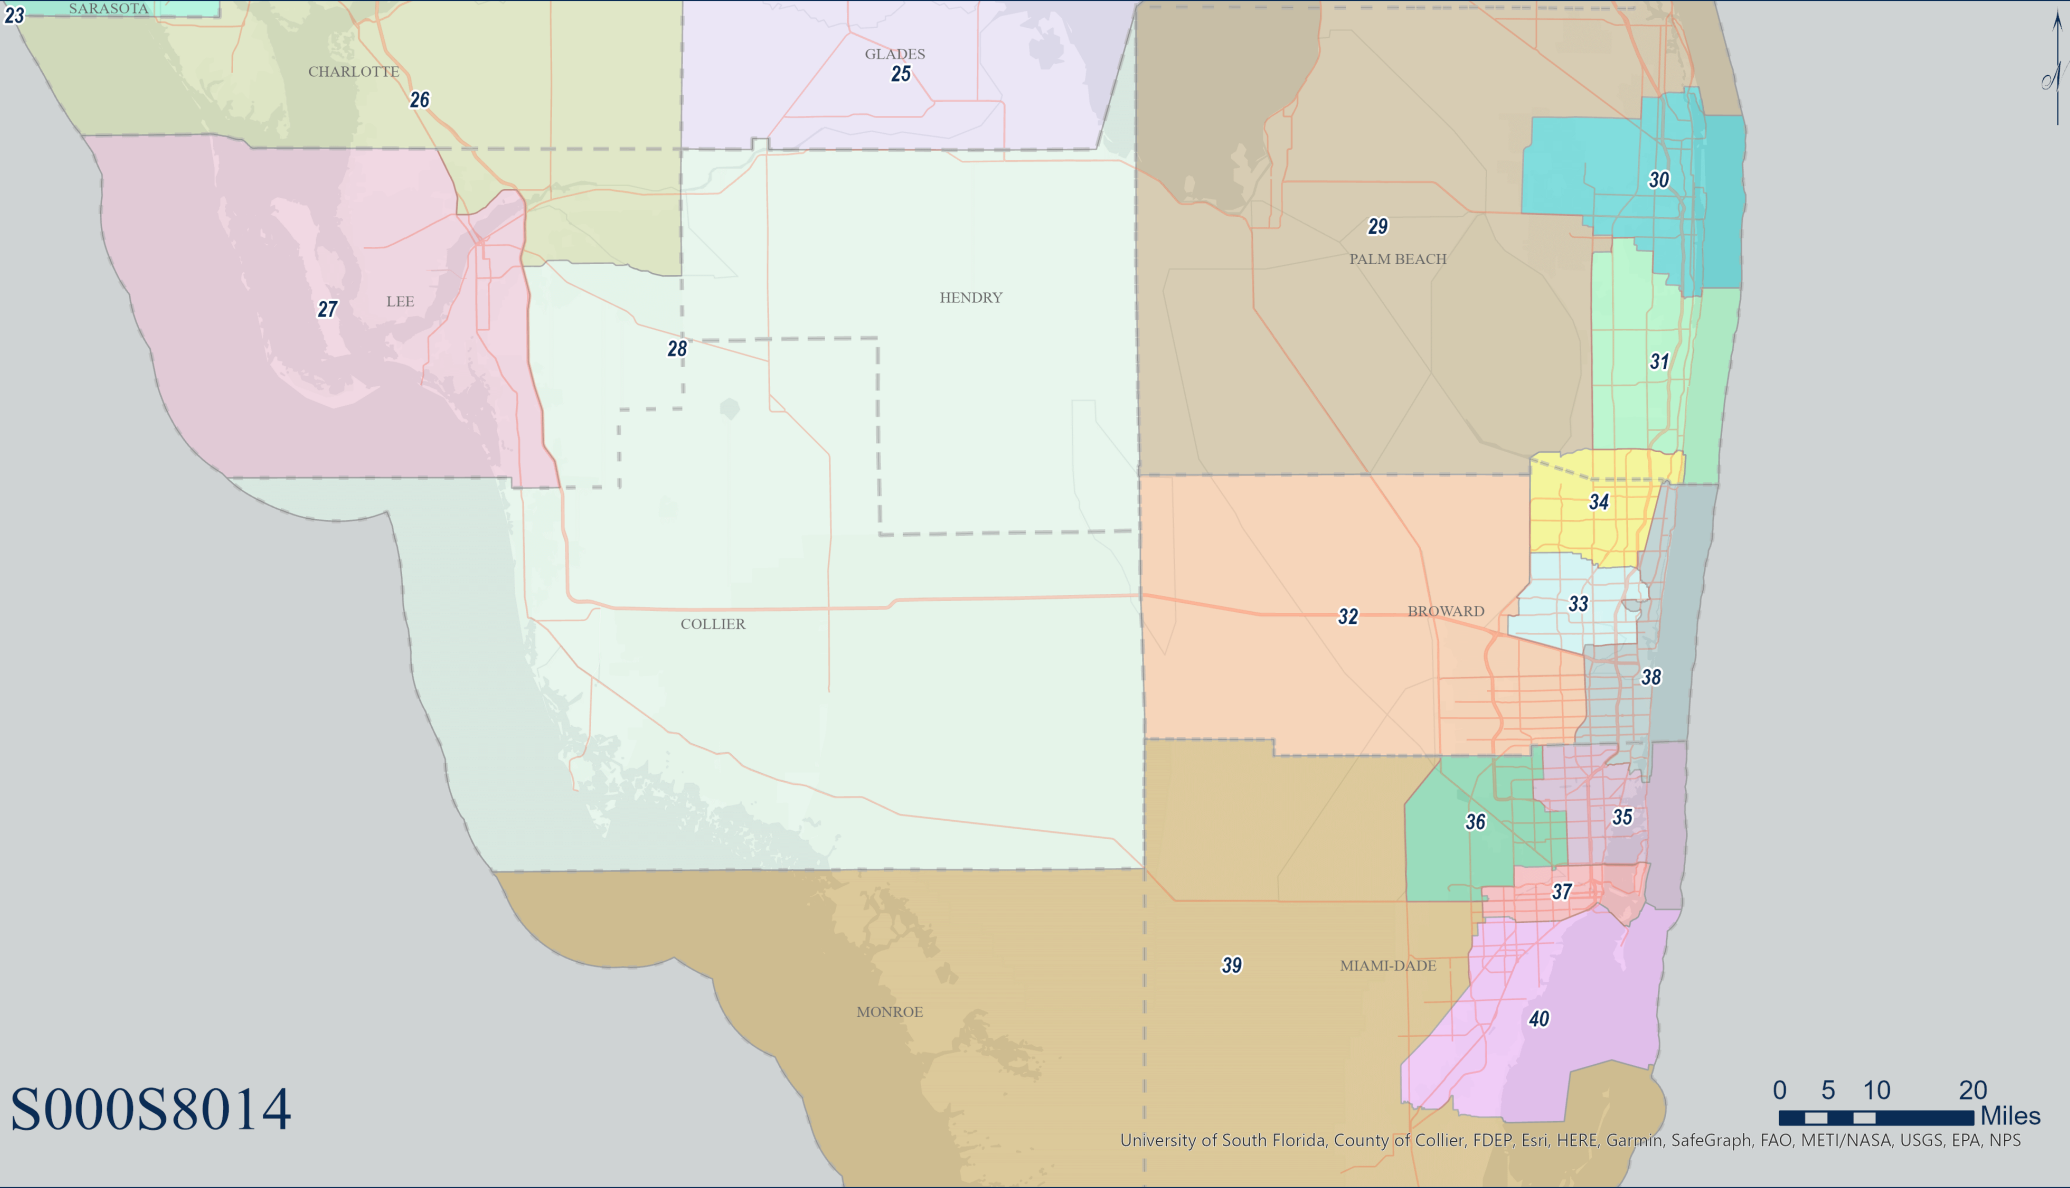 23
SARASOTA
CHARLOTTE
26
GLADES
25
30
29
PALM BEACH
27
LEE
HENDRY
28
31
34
33
32
BROWARD
COLLIER
38
36
35
37
39
MIAMI-DADE
MONROE
40
S000S8014
0 5 10 20
Miles
University of South Florida, County of Collier, FDEP, Esri, HERE, Garmin, SafeGraph, FAO, METI/NASA, USGS, EPA, NPS